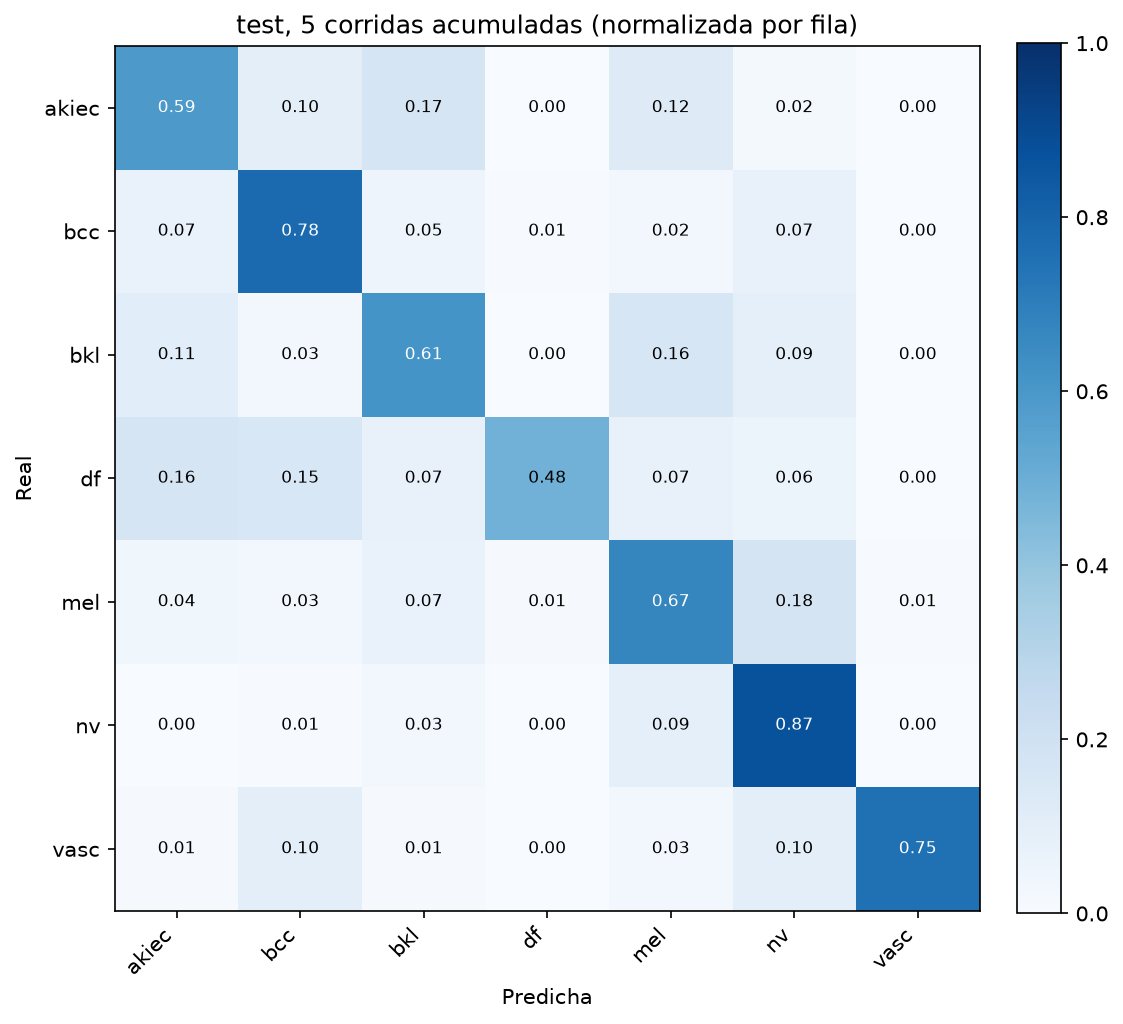 test, 5 corridas acumuladas (normalizada por fila)
akiec 0.59 0.10 0.17 0.00 0.12 0.02 0.00
bcc 0.07 0.78 0.05 0.01 0.02 0.07 0.00
bkl 0.11 0.03 0.61 0.00 0.16 0.09 0.00
df 0.16 0.15 0.07 0.48 0.07 0.06 0.00
mel 0.04 0.03 0.07 0.01 0.67 0.18 0.01
nv 0.00 0.01 0.03 0.00 0.09 0.87 0.00
vasc 0.01 0.10 0.01 0.00 0.03 0.10 0.75
akiec bcc bkl df mel nv vasc
Predicha
Real
1.0
0.8
0.6
0.4
0.2
0.0